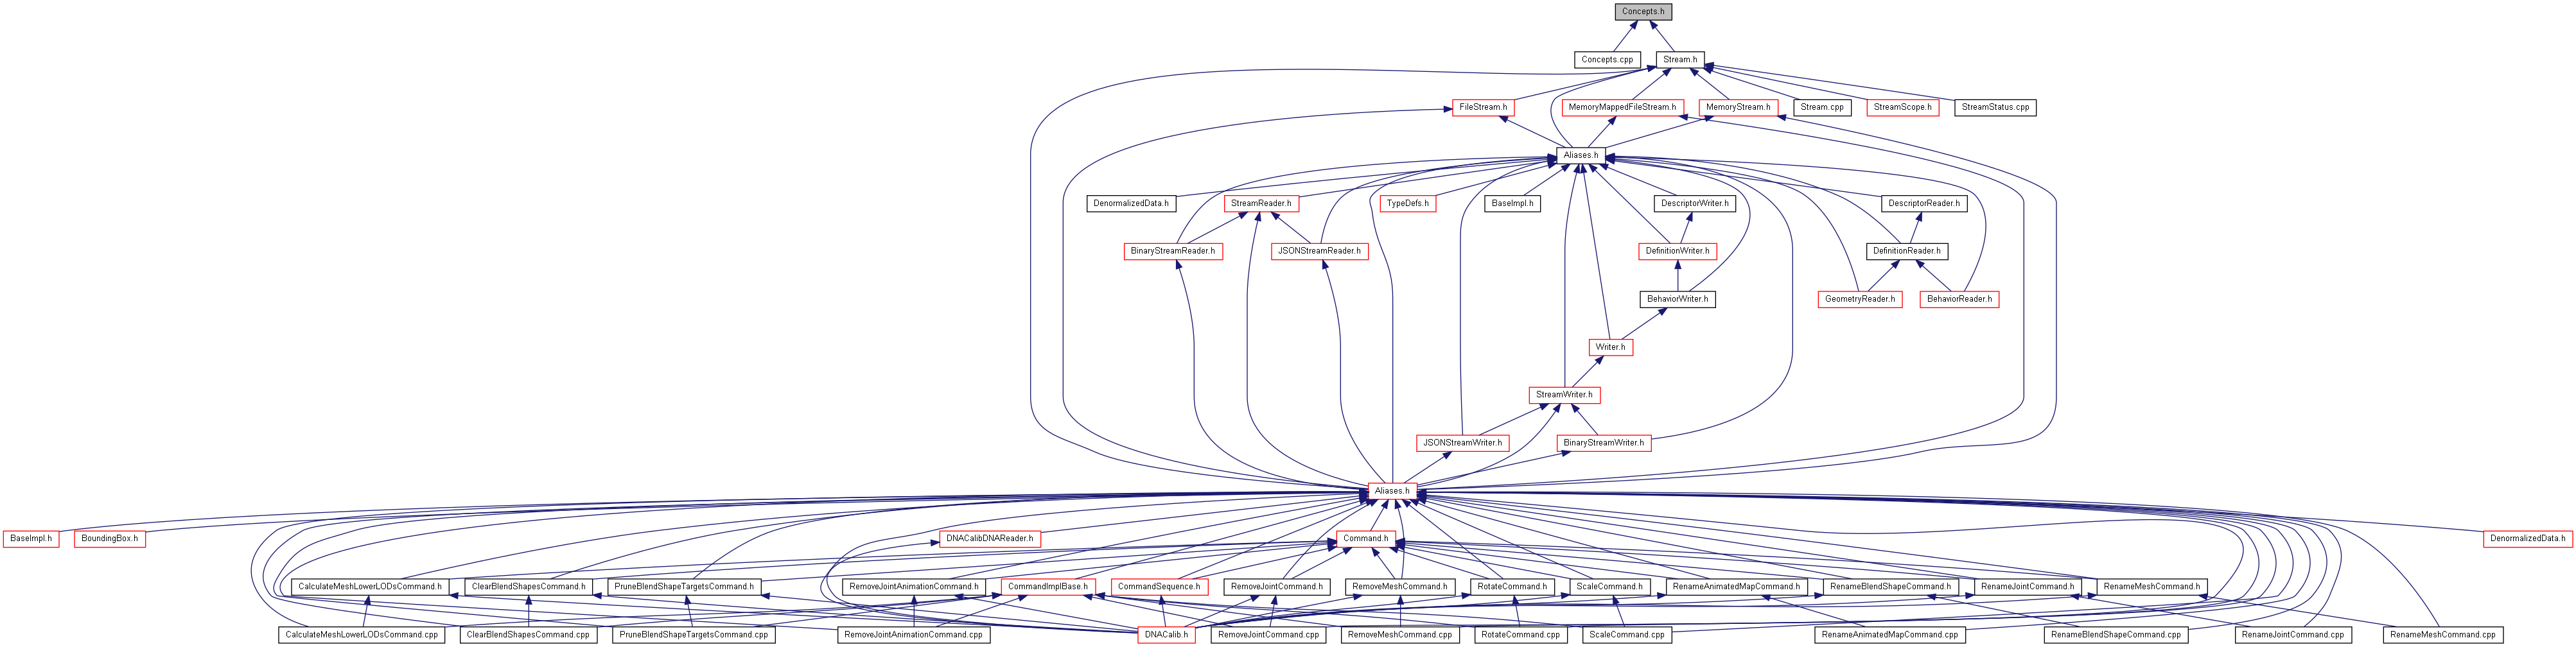 Concepts.h
Concepts.cpp
Stream.h
FileStream.h
MemoryMappedFileStream.h
MemoryStream.h
Stream.cpp
StreamScope.h
StreamStatus.cpp
Aliases.h
DenormalizedData.h
StreamReader.h
TypeDefs.h
BaseImpl.h
DescriptorWriter.h
DescriptorReader.h
BinaryStreamReader.h
JSONStreamReader.h
DefinitionWriter.h
DefinitionReader.h
BehaviorWriter.h
GeometryReader.h
BehaviorReader.h
Writer.h
StreamWriter.h
JSONStreamWriter.h
BinaryStreamWriter.h
Aliases.h
BaseImpl.h
BoundingBox.h
DNACalibDNAReader.h
Command.h
DenormalizedData.h
CalculateMeshLowerLODsCommand.h
ClearBlendShapesCommand.h
PruneBlendShapeTargetsCommand.h
RemoveJointAnimationCommand.h
CommandImplBase.h
CommandSequence.h
RemoveJointCommand.h
RemoveMeshCommand.h
RotateCommand.h
ScaleCommand.h
RenameAnimatedMapCommand.h
RenameBlendShapeCommand.h
RenameJointCommand.h
RenameMeshCommand.h
CalculateMeshLowerLODsCommand.cpp
ClearBlendShapesCommand.cpp
PruneBlendShapeTargetsCommand.cpp
RemoveJointAnimationCommand.cpp
DNACalib.h
RemoveJointCommand.cpp
RemoveMeshCommand.cpp
RotateCommand.cpp
ScaleCommand.cpp
RenameAnimatedMapCommand.cpp
RenameBlendShapeCommand.cpp
RenameJointCommand.cpp
RenameMeshCommand.cpp